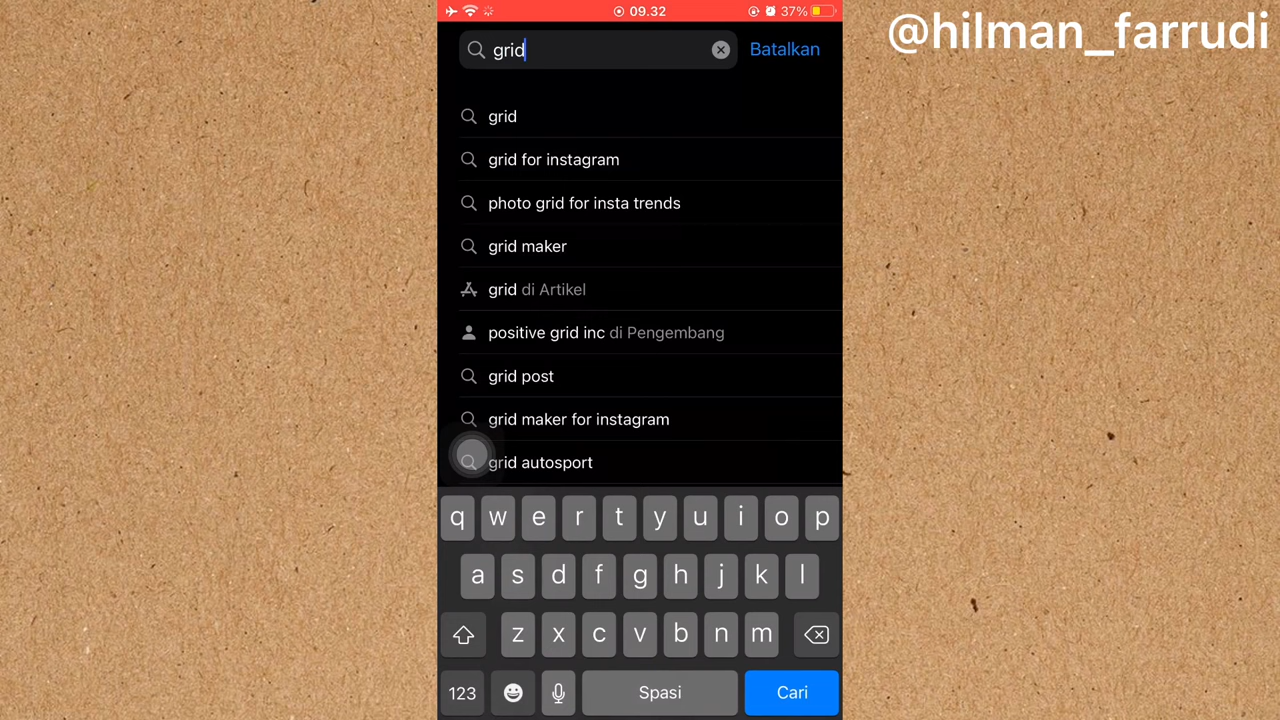 09.32
37%
@hilman_farrudi
grid
Batalkan
grid
grid for instagram
photo grid for insta trends
grid maker
grid di Artikel
positive grid inc di Pengembang
grid post
grid maker for instagram
grid autosport
q w e r t y u i o p
a s d f g h j k l
z x c v b n m
123
Spasi
Cari